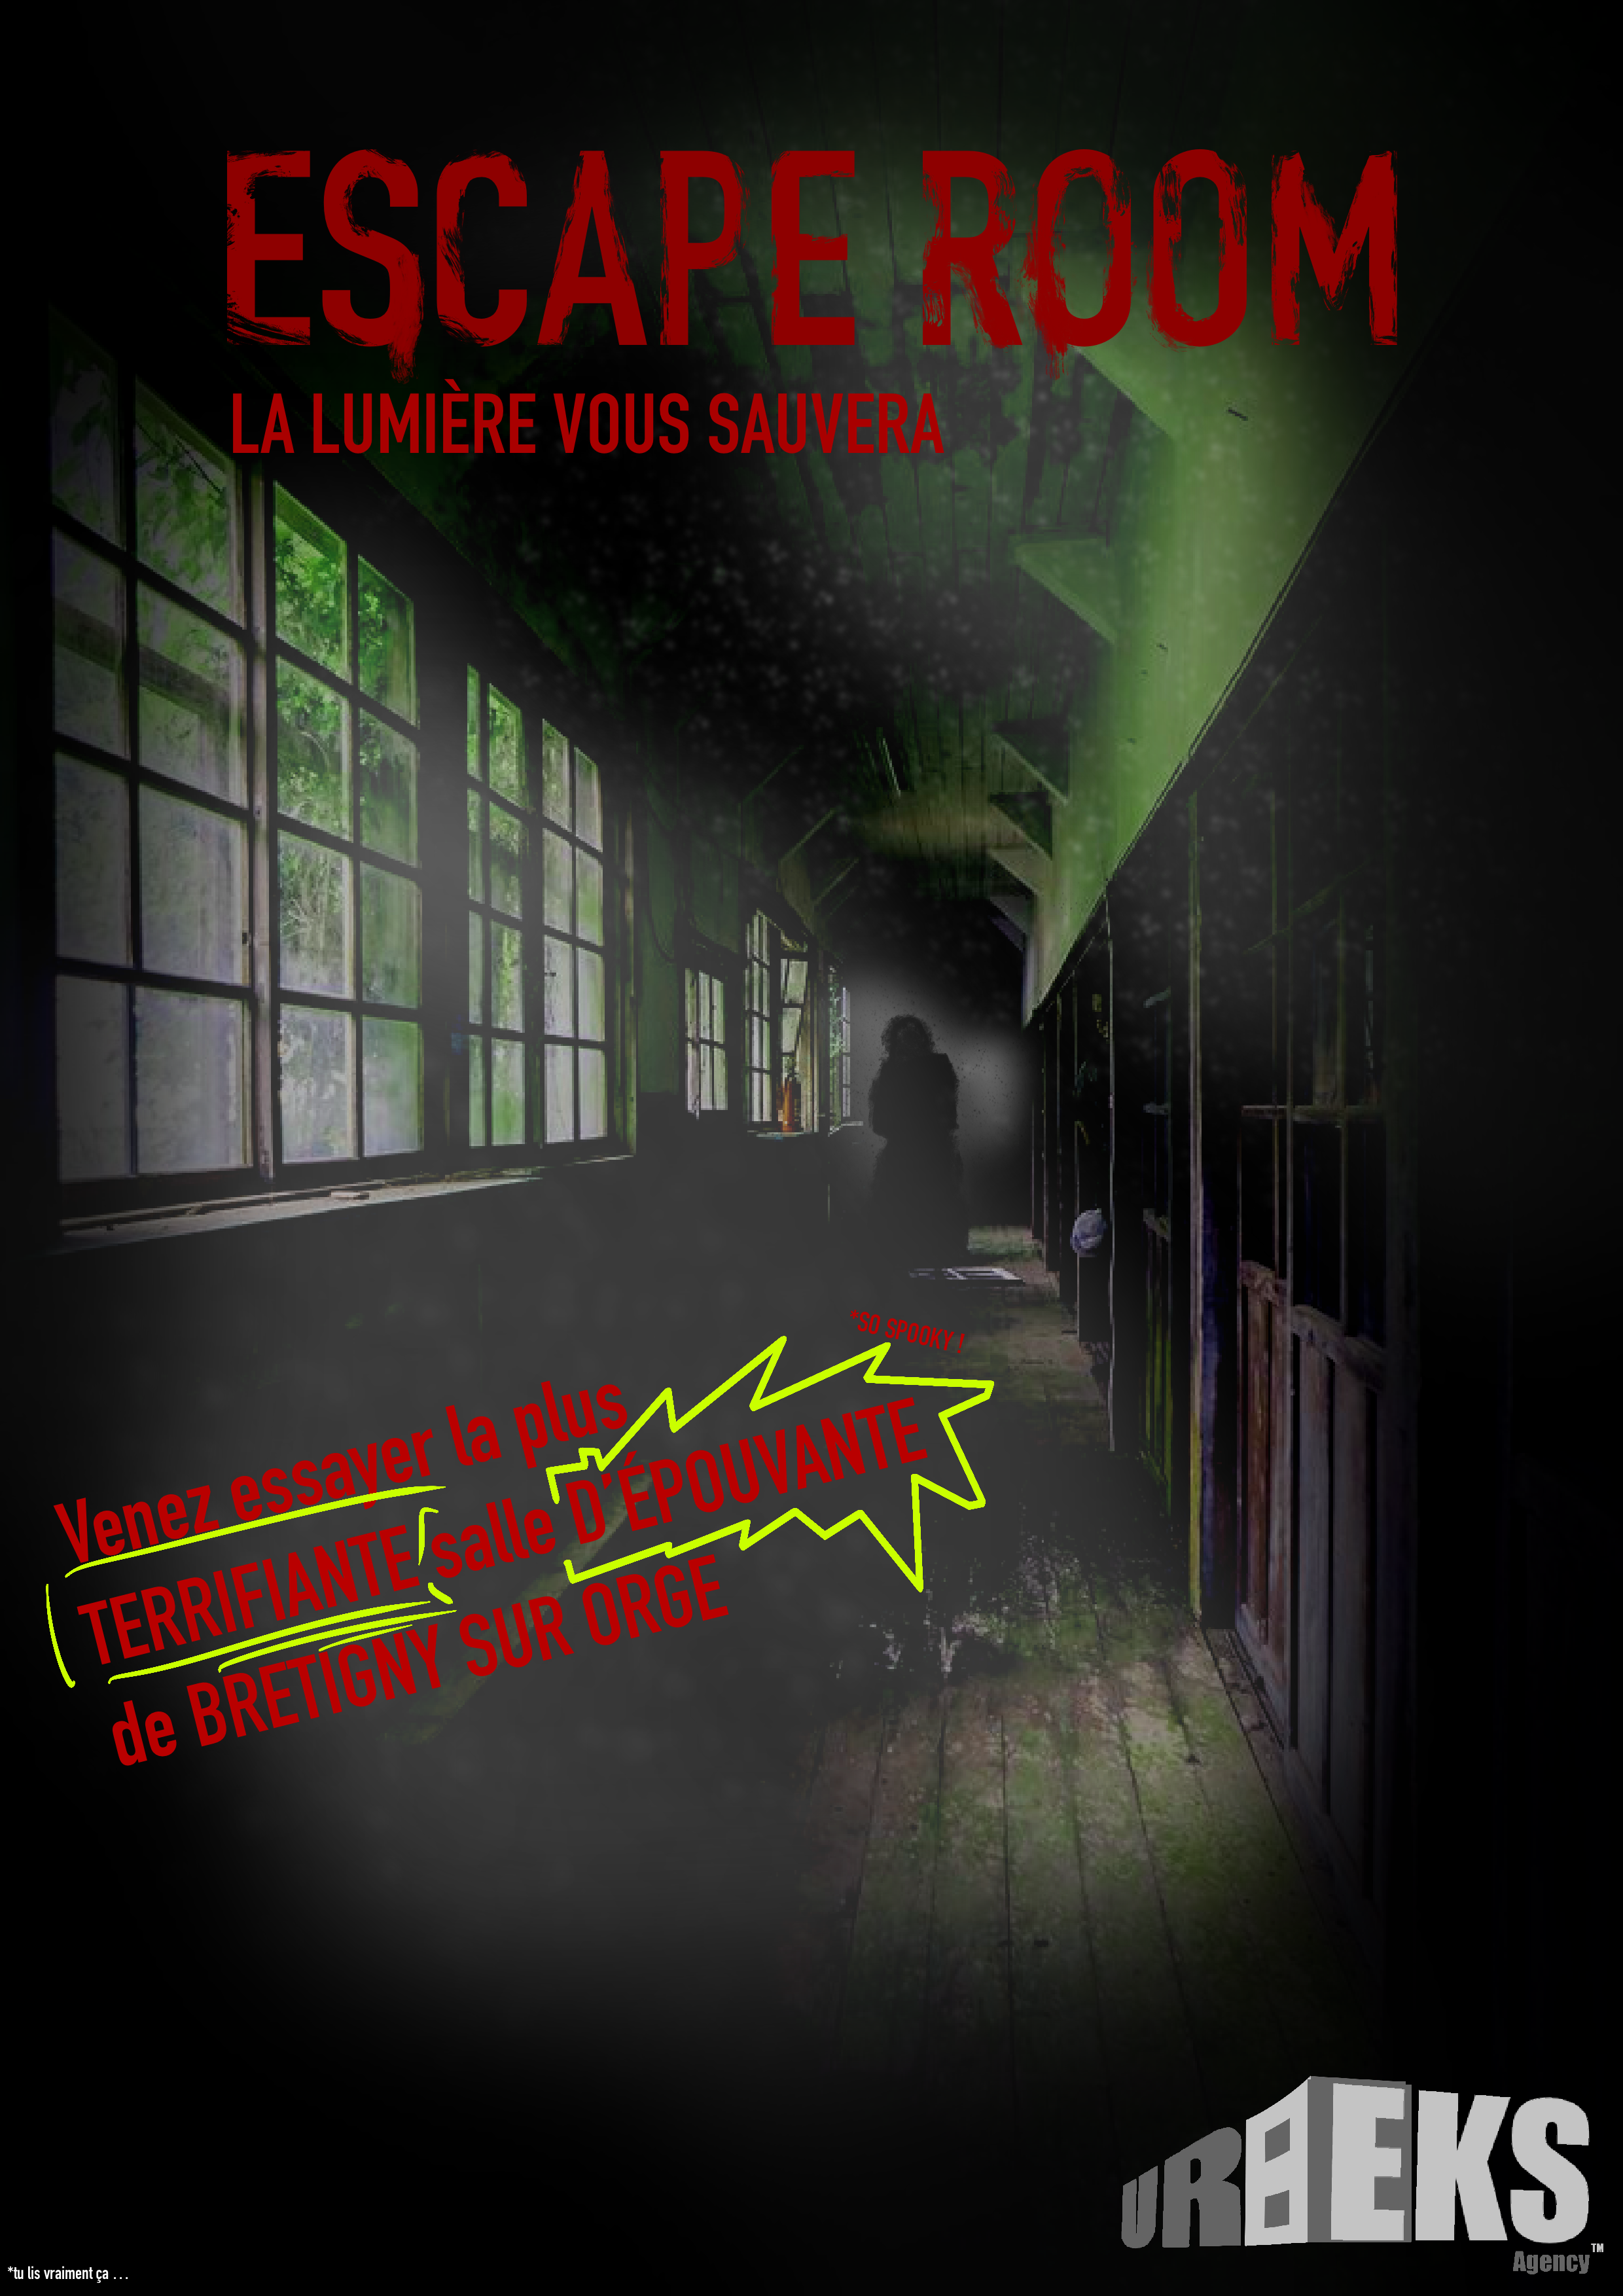 ESCAPE ROOM
LA LUMIÈRE VOUS SAUVERA
*SO SPOOKY !
Venez essayer la plus
TERRIFIANTE salle D'ÉPOUVANTE
de BRETIGNY SUR ORGE
URBEKS
Agency™
*tu lis vraiment ça ...